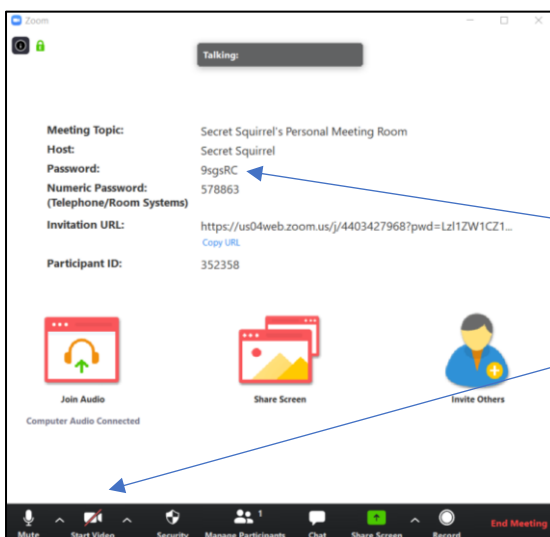 Zoom
Talking:
Meeting Topic: Secret Squirrel's Personal Meeting Room
Host: Secret Squirrel
Password: 9sgsRC
Numeric Password: 578863
(Telephone/Room Systems)
Invitation URL: https://us04web.zoom.us/j/4403427968?pwd=Lzl1ZW1CZ1...
Copy URL
Participant ID: 352358
Join Audio Share Screen Invite Others
Computer Audio Connected
1
Mute Start Video Security Manage Participants Chat Share Screen Record End Meeting